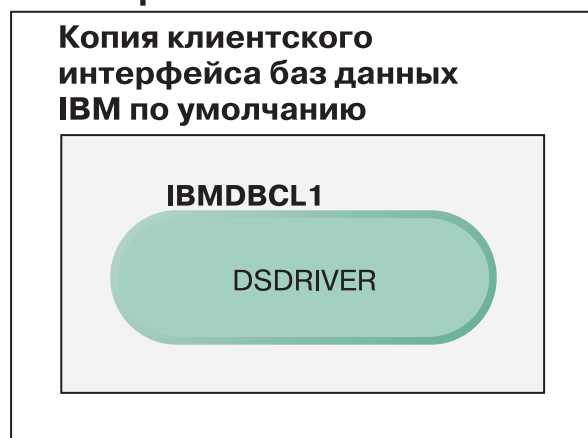 Копия клиентского
интерфейса баз данных
IBM по умолчанию
IBMDBCL1
DSDRIVER